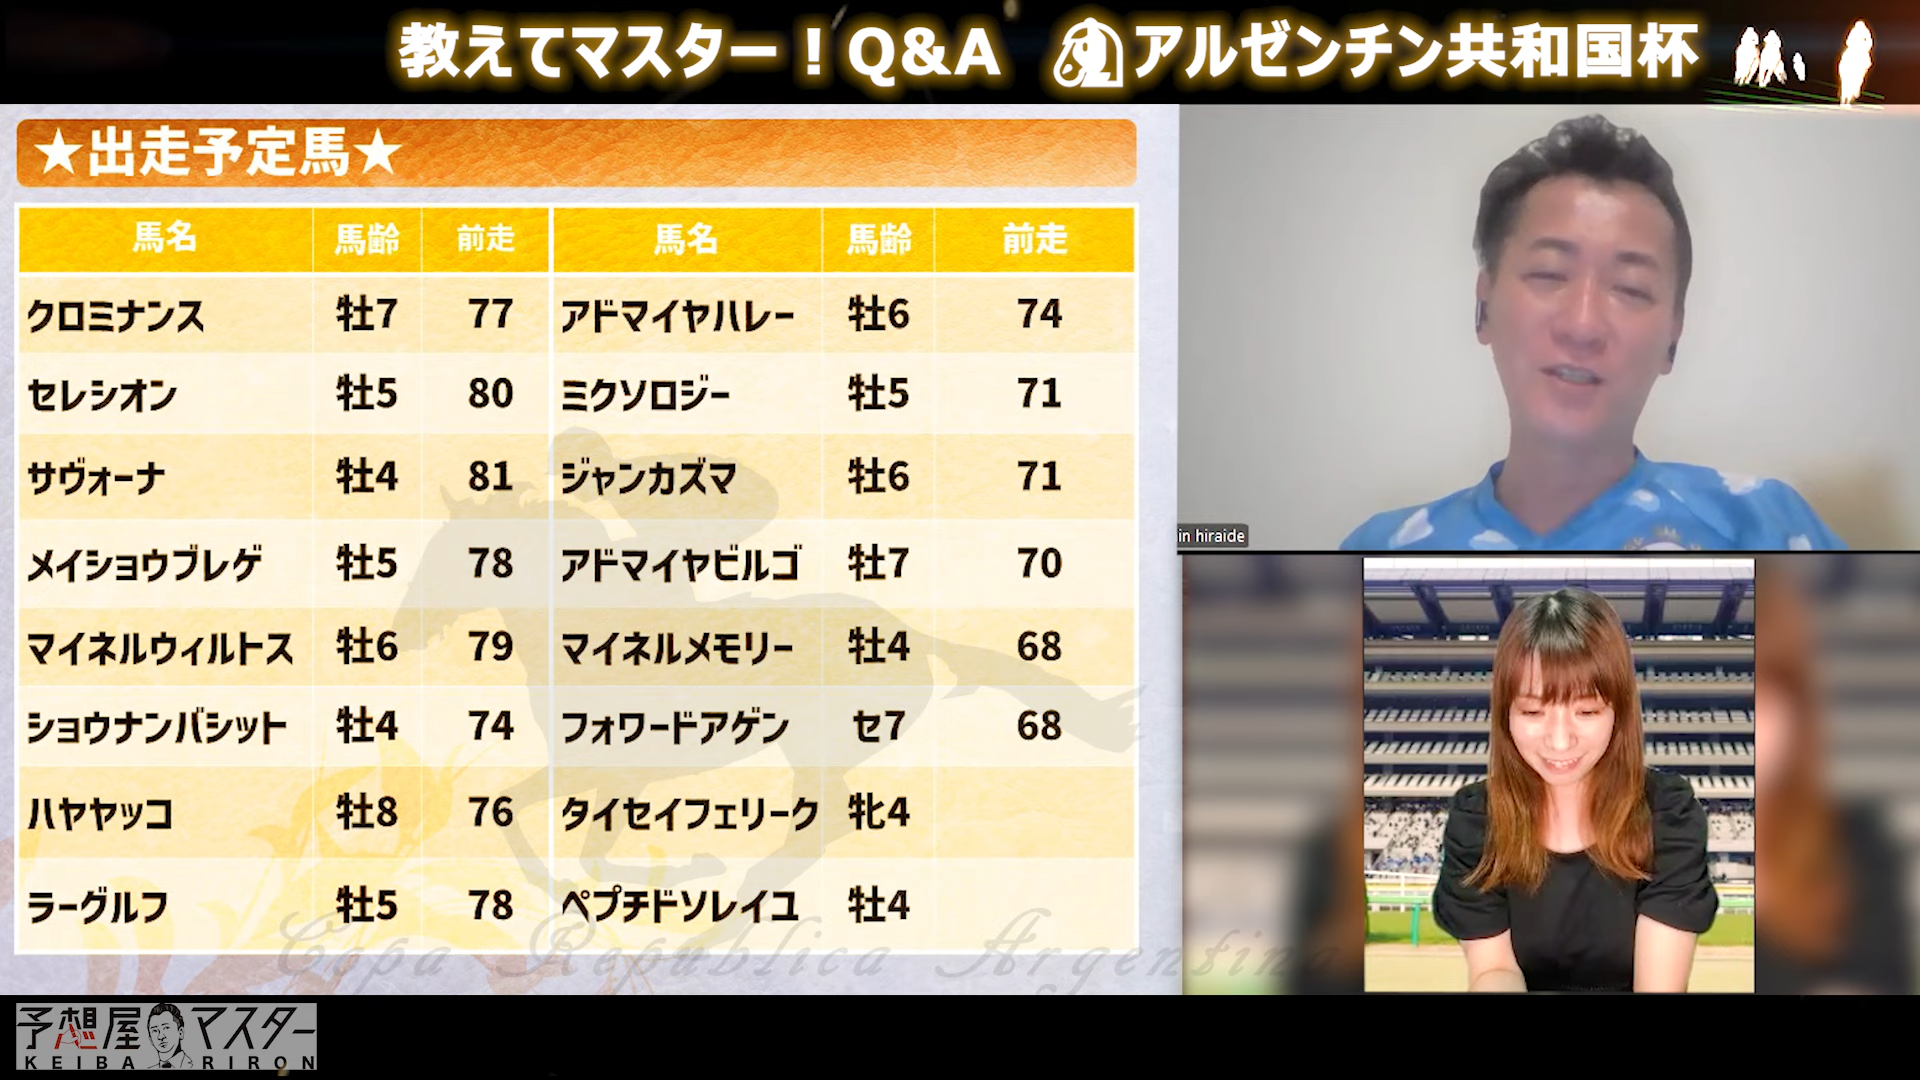 教えてマスター！Q&A アルゼンチン共和国杯
★出走予定馬★
馬名 馬齢 前走 馬名 馬齢 前走
クロミナンス 牡7 77 アドマイヤハレー 牡6 74
セレシオン 牡5 80 ミクソロジー 牡5 71
サヴォーナ 牡4 81 ジャンカズマ 牡6 71
メイショウブレゲ 牡5 78 アドマイヤビルゴ 牡7 70
マイネルウィルトス 牡6 79 マイネルメモリー 牡4 68
ショウナンバシット 牡4 74 フォワードアゲン セ7 68
ハヤヤッコ 牡8 76 タイセイフェリーク 牝4
ラーグルフ 牡5 78 ペプチドソレイユ 牡4
Copa Republica Argentina
in hiraide
予想屋マスター
KEIBA RIRON